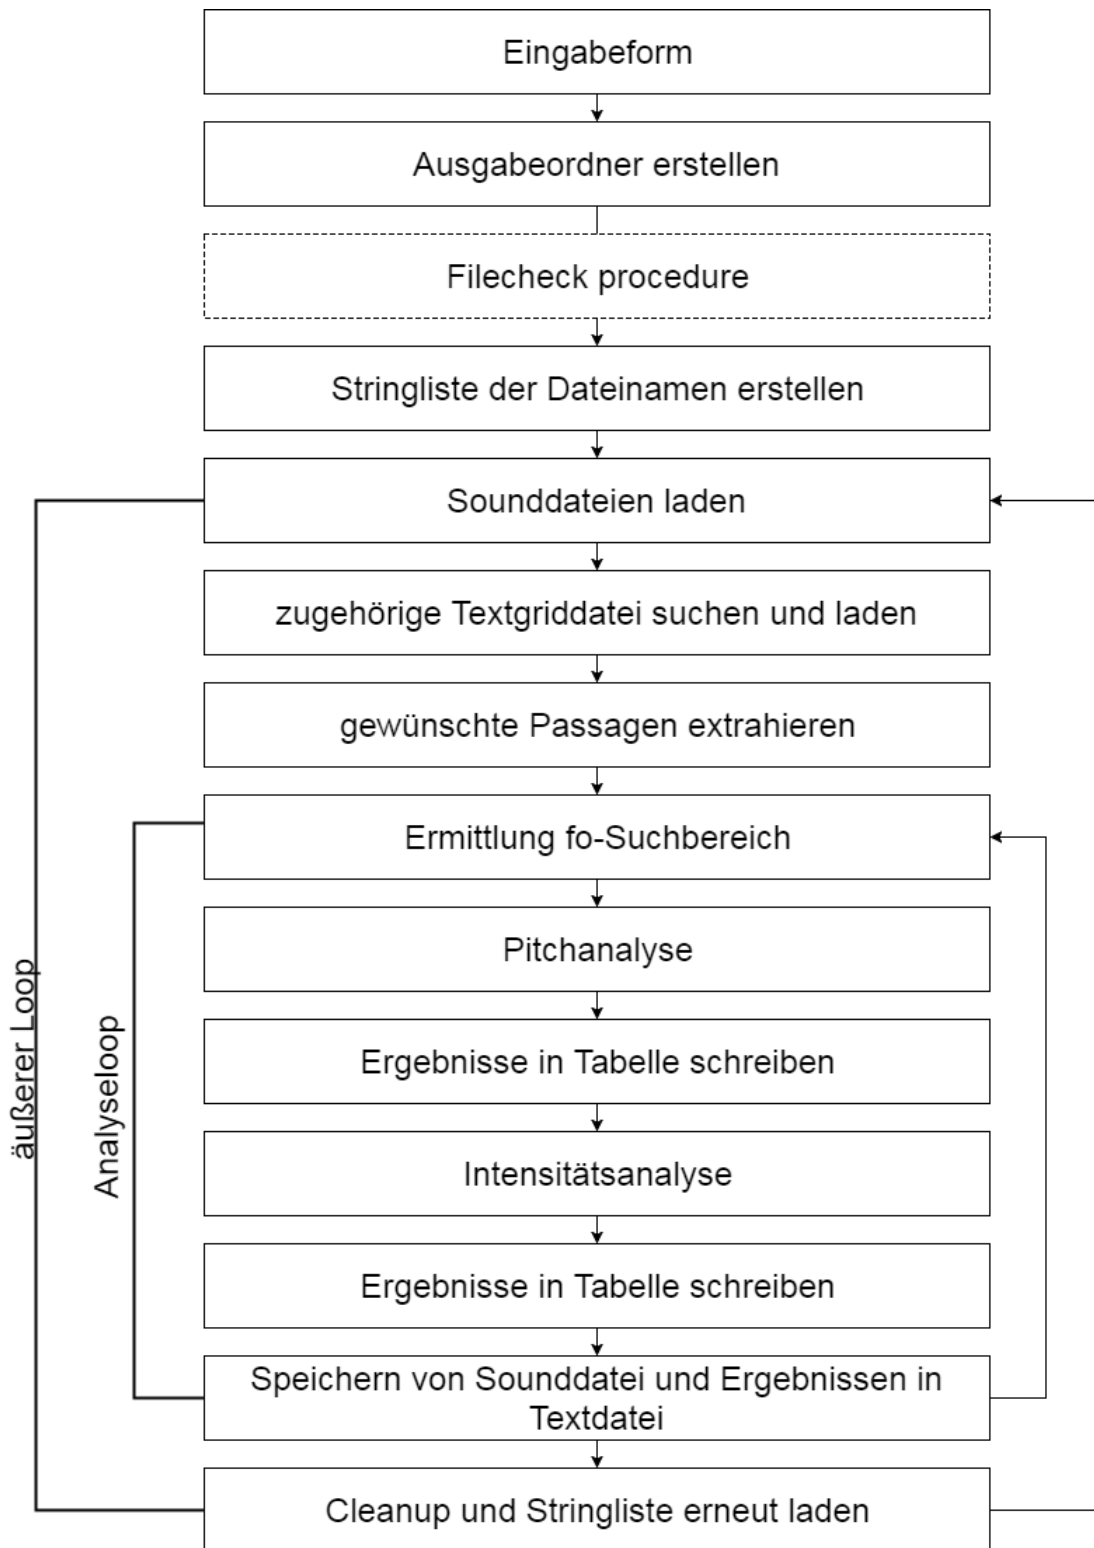 Eingabeform
Ausgabeordner erstellen
Filecheck procedure
Stringliste der Dateinamen erstellen
Sounddateien laden
zugehörige Textgriddatei suchen und laden
gewünschte Passagen extrahieren
Ermittlung fo-Suchbereich
Pitchanalyse
Ergebnisse in Tabelle schreiben
Intensitätsanalyse
Ergebnisse in Tabelle schreiben
Speichern von Sounddatei und Ergebnissen in
Textdatei
Cleanup und Stringliste erneut laden
äußerer Loop
Analyseloop